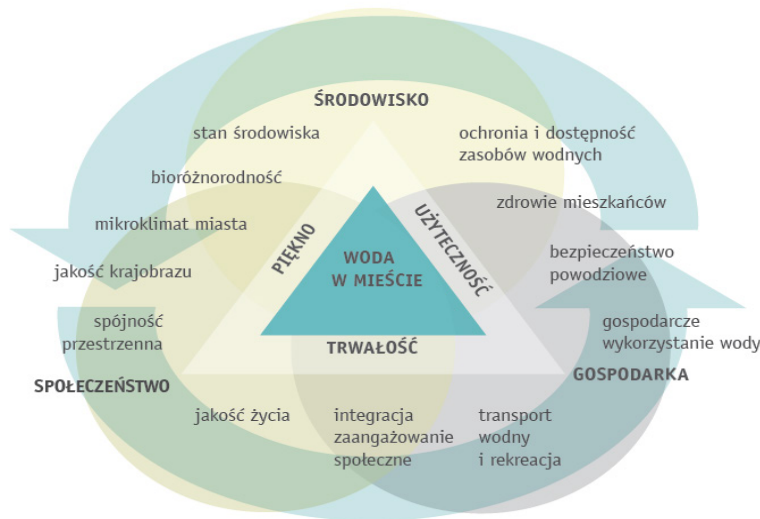 ŚRODOWISKO
stan środowiska
ochronia i dostępność
zasobów wodnych
bioróżnorodność
zdrowie mieszkańców
mikroklimat miasta
PIĘKNO
UŻYTECZNOŚĆ
WODA
W MIEŚCIE
bezpieczeństwo
powodziowe
jakość krajobrazu
spójność
przestrzenna
gospodarcze
wykorzystanie wody
TRWAŁOŚĆ
SPOŁECZEŃSTWO
GOSPODARKA
jakość życia
integracja
zaangażowanie
społeczne
transport
wodny
i rekreacja